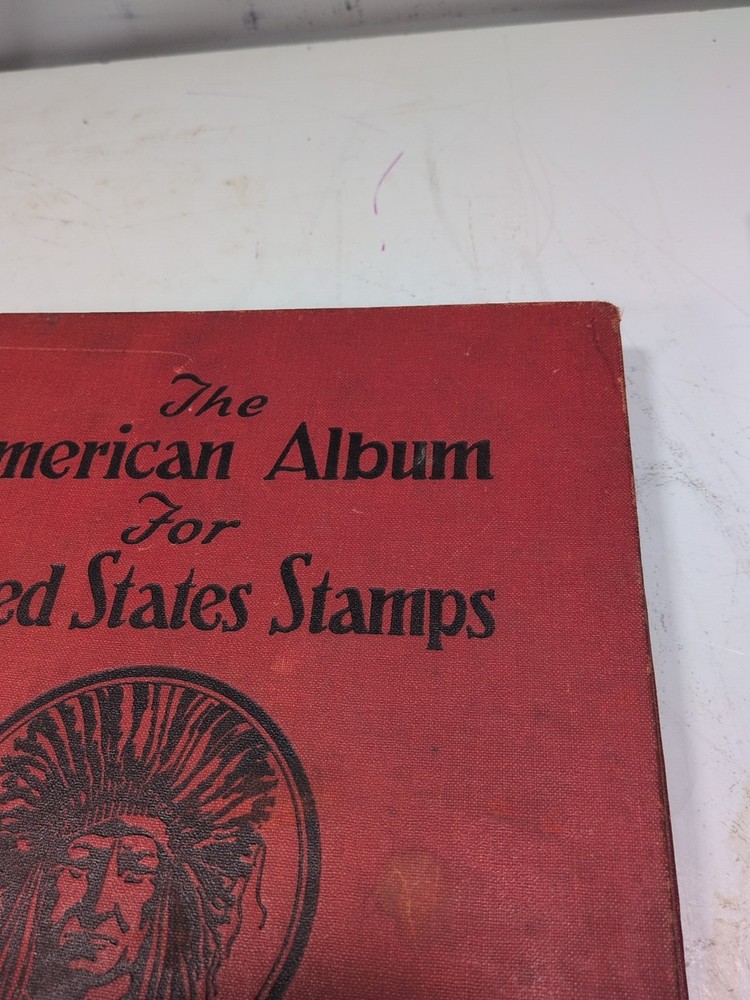 The
merican Album
For
ed States Stamps